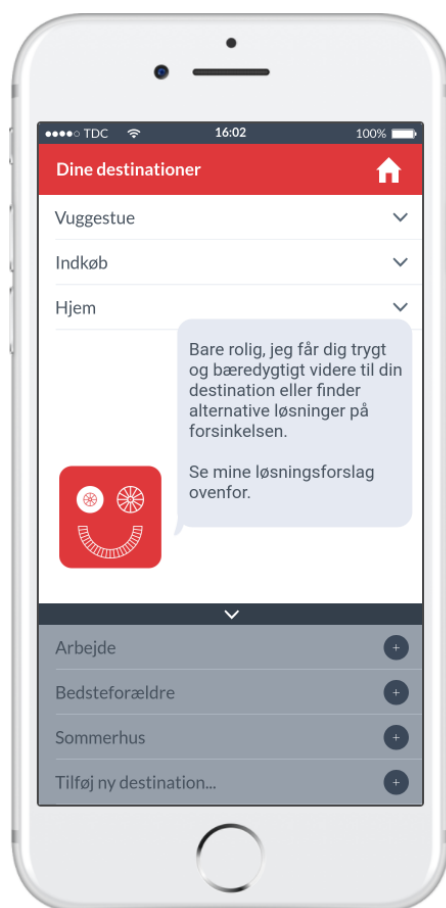 TDC 16:02 100%
Dine destinationer
Vuggestue
Indkøb
Hjem
Bare rolig, jeg får dig trygt
og bæredygtigt videre til din
destination eller finder
alternative løsninger på
forsinkelsen.
Se mine løsningsforslag
ovenfor.
Arbejde
Bedsteforældre
Sommerhus
Tilføj ny destination...